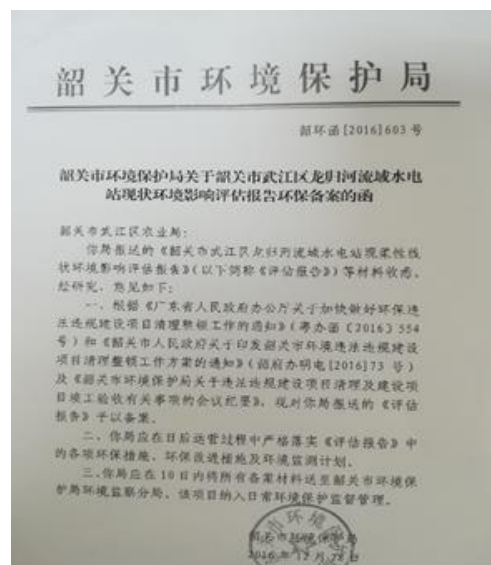 韶关市环境保护局
韶环函[2016]603 号
韶关市环境保护局关于韶关市武江区龙归河流域水电
站现状环境影响评估报告环保备案的函
韶关市武江区农业局:
你局报送的《韶关市武江区龙归河流域水电站现柔性线
状环境影响评估报告》(以下简称《评估报告》)等材料收悉。
经研究,意见如下:
一、根据《广东省人民政府办公厅关于加快做好环保违
法违规建设项目清理整顿工作的通知》(粤办函〔2016〕554
号)和《韶关市人民政府关于印发韶关市环境违法违规建设
项目清理整顿工作方案的通知》(韶府办明电[2016]73 号)
及《韶关市环境保护局关于违法违规建设项目清理及建设项
目竣工验收有关事项的会议纪要》,现对你局报送的《评估
报告》予以备案。
二、你局应在日后运营过程中严格落实《评估报告》中
的各项环保措施、环保改进措施及环境监测计划。
三、你局应在 10 日内将所有备案材料送至韶关市环境保
护局环境监察分局。该项目纳入日常环境保护监督管理。
韶关市环境保护局
2016 年 12 月 28 日